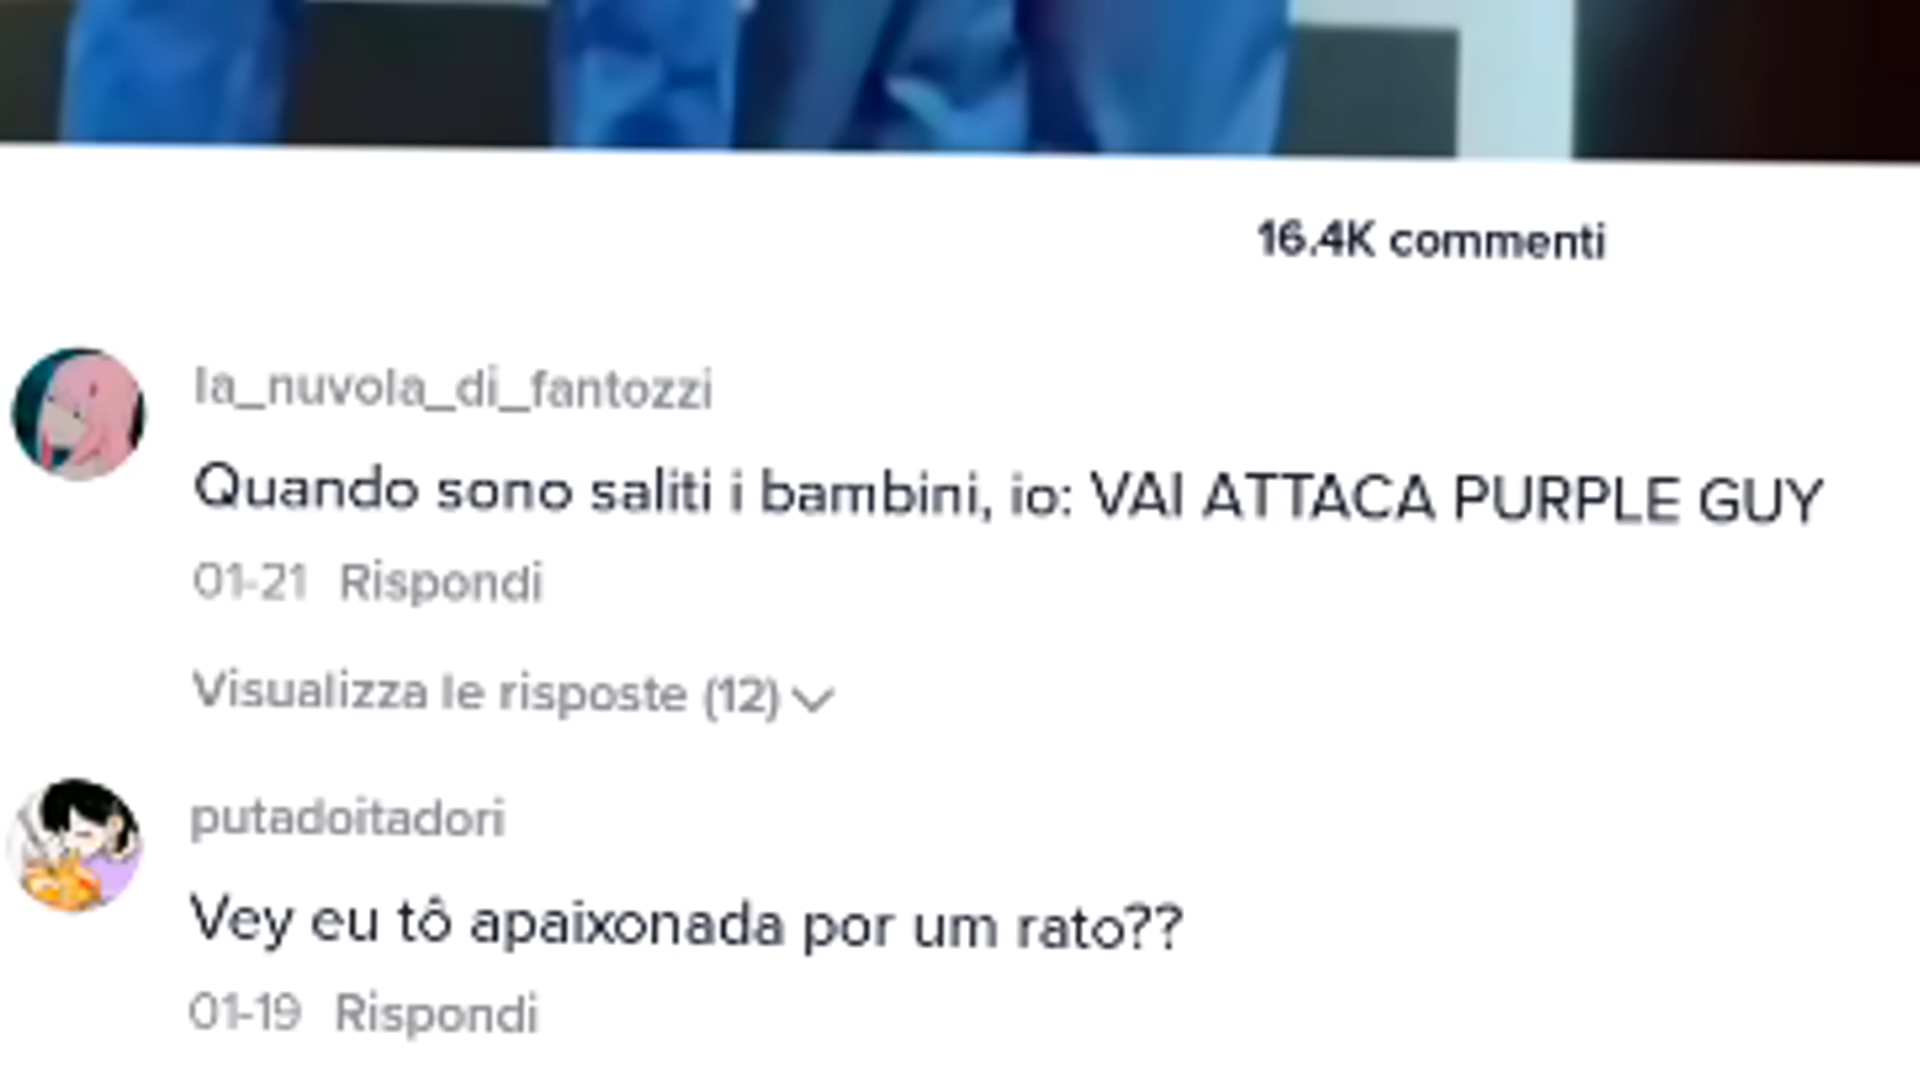 16.4K commenti
la_nuvola_di_fantozzi
Quando sono saliti i bambini, io: VAI ATTACA PURPLE GUY
01-21 Rispondi
Visualizza le risposte (12)
putadoitadori
Vey eu tô apaixonada por um rato??
01-19 Rispondi